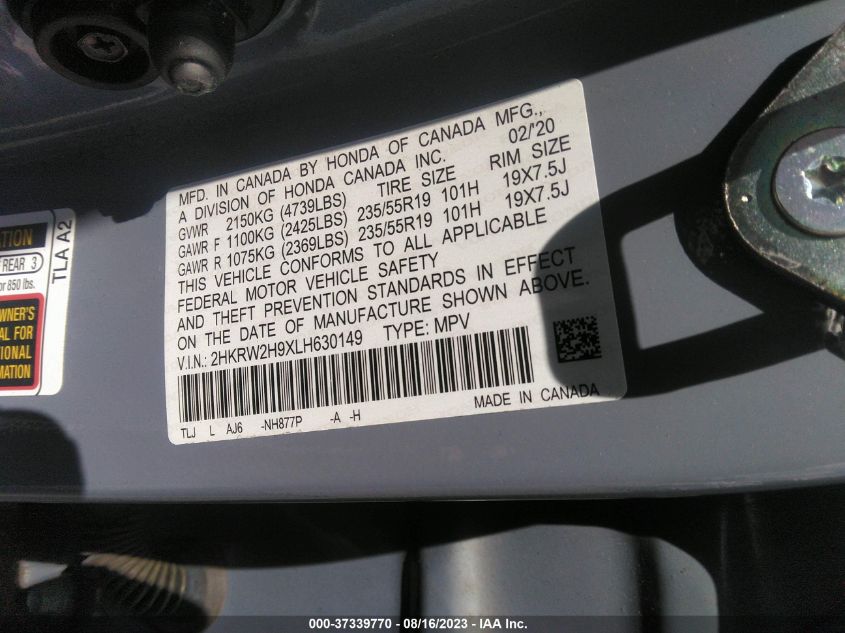 MFD. IN CANADA BY HONDA OF CANADA MFG.,
A DIVISION OF HONDA CANADA INC. 02/'20
GVWR 2150KG (4739LBS) TIRE SIZE RIM SIZE
GAWR F 1100KG (2425LBS) 235/55R19 101H 19X7.5J
GAWR R 1075KG (2369LBS) 235/55R19 101H 19X7.5J
THIS VEHICLE CONFORMS TO ALL APPLICABLE
FEDERAL MOTOR VEHICLE SAFETY
AND THEFT PREVENTION STANDARDS IN EFFECT
ON THE DATE OF MANUFACTURE SHOWN ABOVE.
V.I.N.: 2HKRW2H9XLH630149 TYPE: MPV
MADE IN CANADA
TLJ L AJ6 -NH877P -A -H
REAR 3
850 lbs.
TLA A2
000-37339770 - 08/16/2023 - IAA Inc.